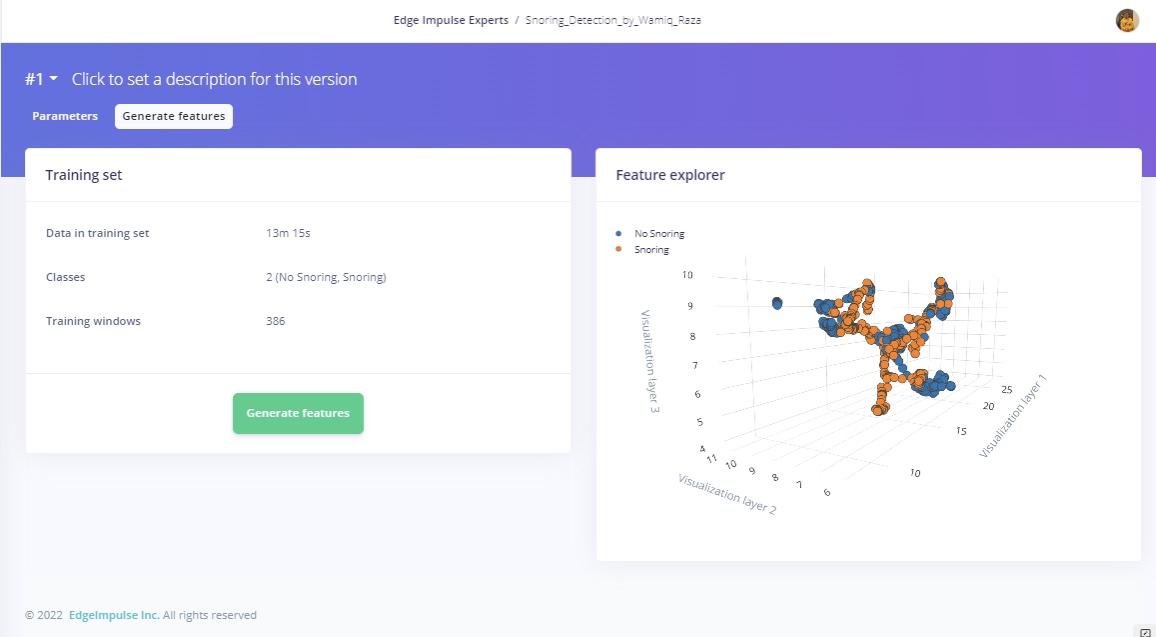 Edge Impulse Experts / Snoring_Detection_by_Wamiq_Raza
#1 Click to set a description for this version
Parameters Generate features
Training set
Data in training set 13m 15s
Classes 2 (No Snoring, Snoring)
Training windows 386
Generate features
Feature explorer
No Snoring
Snoring
10
9
8
7
6
5
4
Visualization layer 3
11
10
9
8
7
6
Visualization layer 2
10
15
20
25
Visualization layer 1
© 2022 EdgeImpulse Inc. All rights reserved